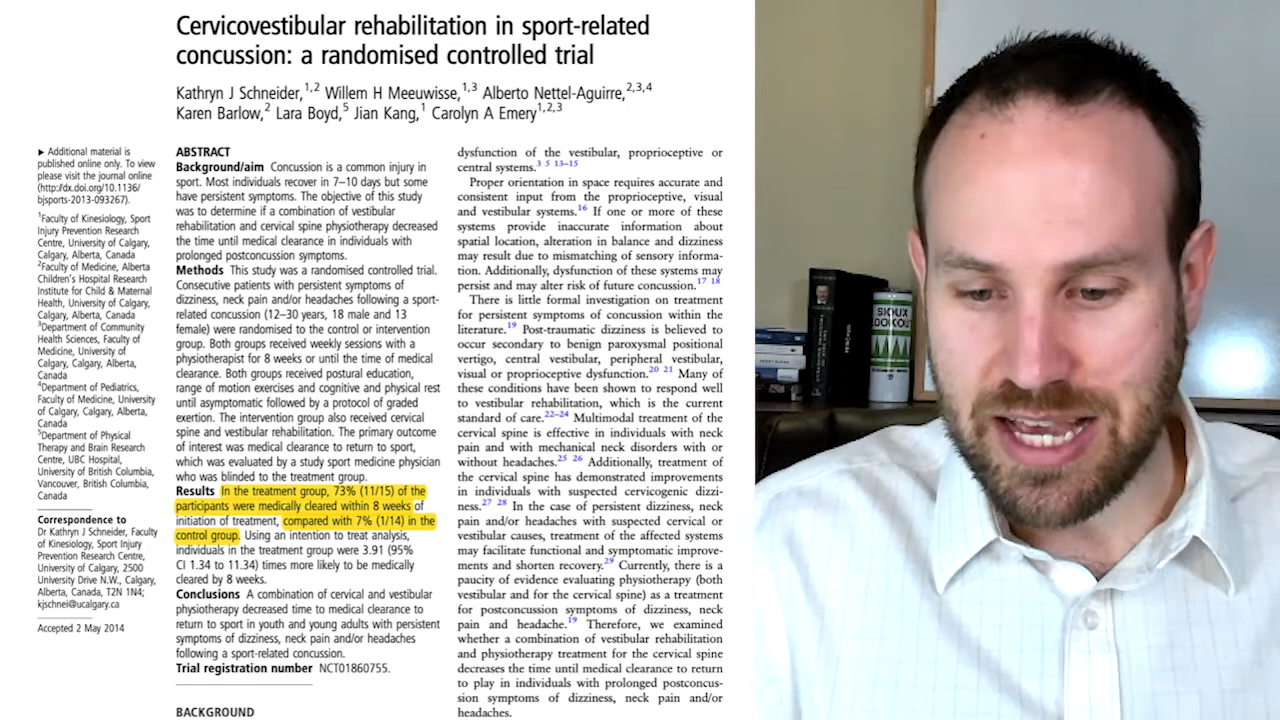 Cervicovestibular rehabilitation in sport-related
concussion: a randomised controlled trial
Kathryn J Schneider,1,2 Willem H Meeuwisse,1,3 Alberto Nettel-Aguirre,2,3,4
Karen Barlow,2 Lara Boyd,5 Jian Kang,1 Carolyn A Emery1,2,3
▶ Additional material is
published online only. To view
please visit the journal online
(http://dx.doi.org/10.1136/
bjsports-2013-093267).
1Faculty of Kinesiology, Sport
Injury Prevention Research
Centre, University of Calgary,
Calgary, Alberta, Canada
2Faculty of Medicine, Alberta
Children's Hospital Research
Institute for Child & Maternal
Health, University of Calgary,
Calgary, Alberta, Canada
3Department of Community
Health Sciences, Faculty of
Medicine, University of
Calgary, Calgary, Alberta,
Canada
4Department of Pediatrics,
Faculty of Medicine, University
of Calgary, Calgary, Alberta,
Canada
5Department of Physical
Therapy and Brain Research
Centre, UBC Hospital,
University of British Columbia,
Vancouver, British Columbia,
Canada
Correspondence to
Dr Kathryn J Schneider, Faculty
of Kinesiology, Sport Injury
Prevention Research Centre,
University of Calgary, 2500
University Drive N.W., Calgary,
Alberta, Canada, T2N 1N4;
kjschnei@ucalgary.ca
Accepted 2 May 2014
ABSTRACT
Background/aim Concussion is a common injury in
sport. Most individuals recover in 7–10 days but some
have persistent symptoms. The objective of this study
was to determine if a combination of vestibular
rehabilitation and cervical spine physiotherapy decreased
the time until medical clearance in individuals with
prolonged postconcussion symptoms.
Methods This study was a randomised controlled trial.
Consecutive patients with persistent symptoms of
dizziness, neck pain and/or headaches following a sport-
related concussion (12–30 years, 18 male and 13
female) were randomised to the control or intervention
group. Both groups received weekly sessions with a
physiotherapist for 8 weeks or until the time of medical
clearance. Both groups received postural education,
range of motion exercises and cognitive and physical rest
until asymptomatic followed by a protocol of graded
exertion. The intervention group also received cervical
spine and vestibular rehabilitation. The primary outcome
of interest was medical clearance to return to sport,
which was evaluated by a study sport medicine physician
who was blinded to the treatment group.
Results In the treatment group, 73% (11/15) of the
participants were medically cleared within 8 weeks of
initiation of treatment, compared with 7% (1/14) in the
control group. Using an intention to treat analysis,
individuals in the treatment group were 3.91 (95%
CI 1.34 to 11.34) times more likely to be medically
cleared by 8 weeks.
Conclusions A combination of cervical and vestibular
physiotherapy decreased time to medical clearance to
return to sport in youth and young adults with persistent
symptoms of dizziness, neck pain and/or headaches
following a sport-related concussion.
Trial registration number NCT01860755.
BACKGROUND
dysfunction of the vestibular, proprioceptive or
central systems.3 5 13–15
Proper orientation in space requires accurate and
consistent input from the proprioceptive, visual
and vestibular systems.16 If one or more of these
systems provide inaccurate information about
spatial location, alteration in balance and dizziness
may result due to mismatching of sensory informa-
tion. Additionally, dysfunction of these systems may
persist and may alter risk of future concussion.17 18
There is little formal investigation on treatment
for persistent symptoms of concussion within the
literature.19 Post-traumatic dizziness is believed to
occur secondary to benign paroxysmal positional
vertigo, central vestibular, peripheral vestibular,
visual or proprioceptive dysfunction.20 21 Many of
these conditions have been shown to respond well
to vestibular rehabilitation, which is the current
standard of care.22–24 Multimodal treatment of the
cervical spine is effective in individuals with neck
pain and with mechanical neck disorders with or
without headaches.25 26 Additionally, treatment of
the cervical spine has demonstrated improvements
in individuals with suspected cervicogenic dizzi-
ness.27 28 In the case of persistent dizziness, neck
pain and/or headaches with suspected cervical or
vestibular causes, treatment of the affected systems
may facilitate functional and symptomatic improve-
ments and shorten recovery.29 Currently, there is a
paucity of evidence evaluating physiotherapy (both
vestibular and for the cervical spine) as a treatment
for postconcussion symptoms of dizziness, neck
pain and headache.19 Therefore, we examined
whether a combination of vestibular rehabilitation
and physiotherapy treatment for the cervical spine
decreases the time until medical clearance to return
to play in individuals with prolonged postconcus-
sion symptoms of dizziness, neck pain and/or
headaches.
SIOUX
LOOKOUT